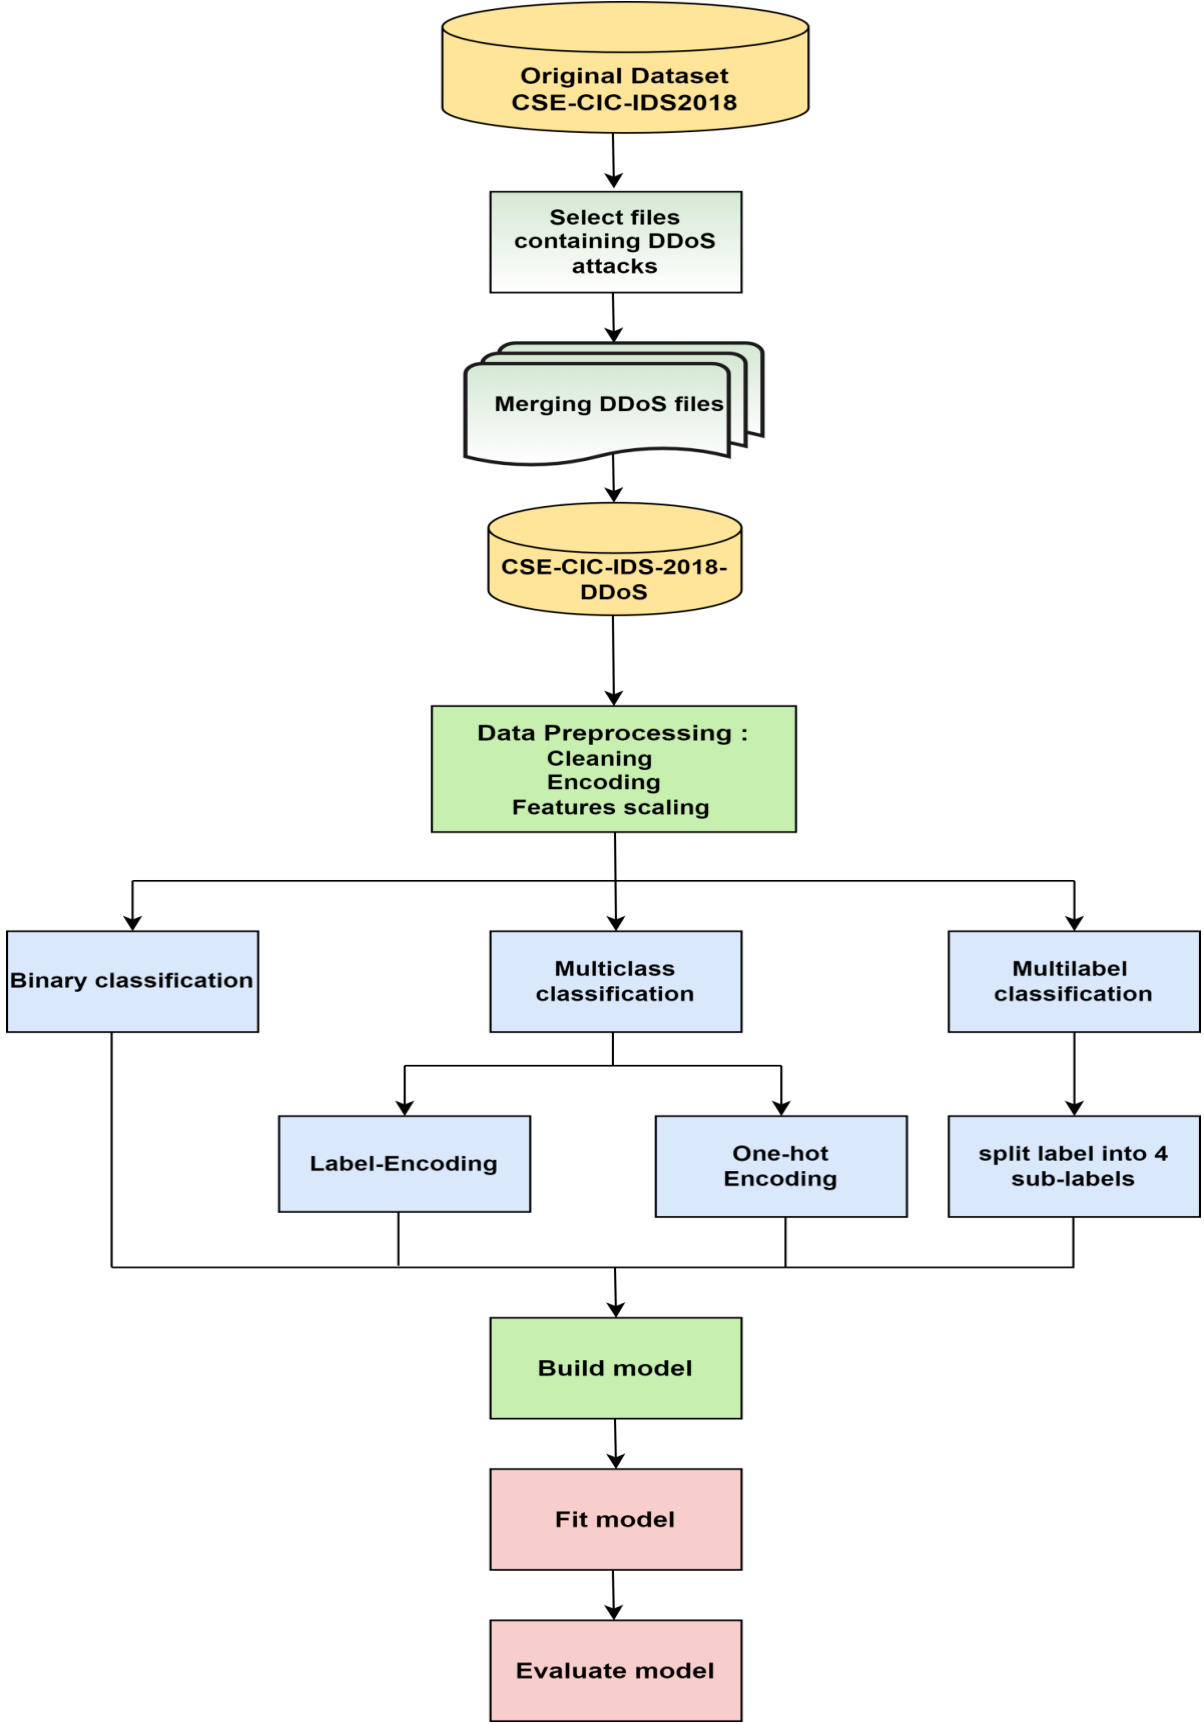 Original Dataset
CSE-CIC-IDS2018
Select files
containing DDoS
attacks
Merging DDoS files
CSE-CIC-IDS-2018-
DDoS
Data Preprocessing :
Cleaning
Encoding
Features scaling
Binary classification
Multiclass
classification
Multilabel
classification
Label-Encoding
One-hot
Encoding
split label into 4
sub-labels
Build model
Fit model
Evaluate model